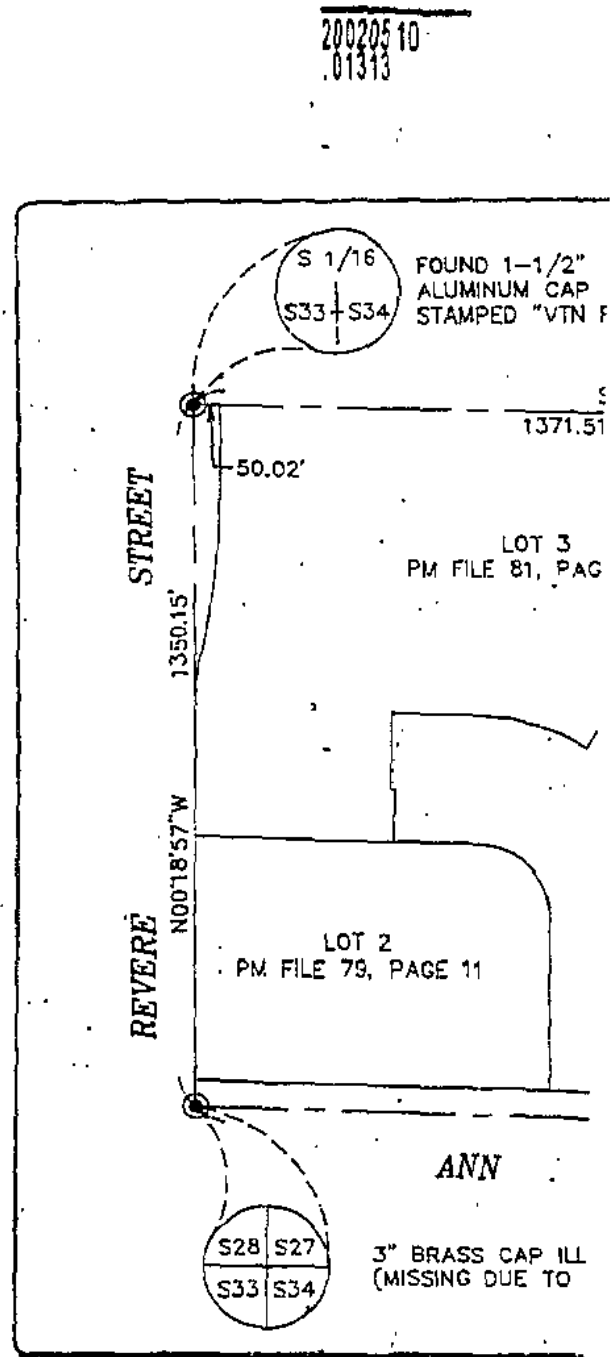 20020510
.01313
S 1/16
S33 S34
FOUND 1-1/2"
ALUMINUM CAP
STAMPED "VTN
1371.51
50.02'
STREET
LOT 3
PM FILE 81, PAG
1350.15'
N00°18'57"W
REVERE
LOT 2
PM FILE 79, PAGE 11
ANN
S28 S27
S33 S34
3" BRASS CAP ILL
(MISSING DUE TO